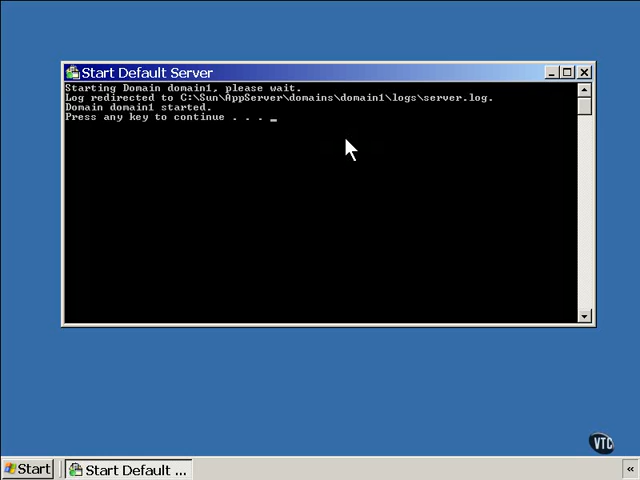 Start Default Server
Starting Domain domain1, please wait.
Log redirected to C:\Sun\AppServer\domains\domain1\logs\server.log.
Domain domain1 started.
Press any key to continue . . . _
VTC
Start
Start Default ...
«